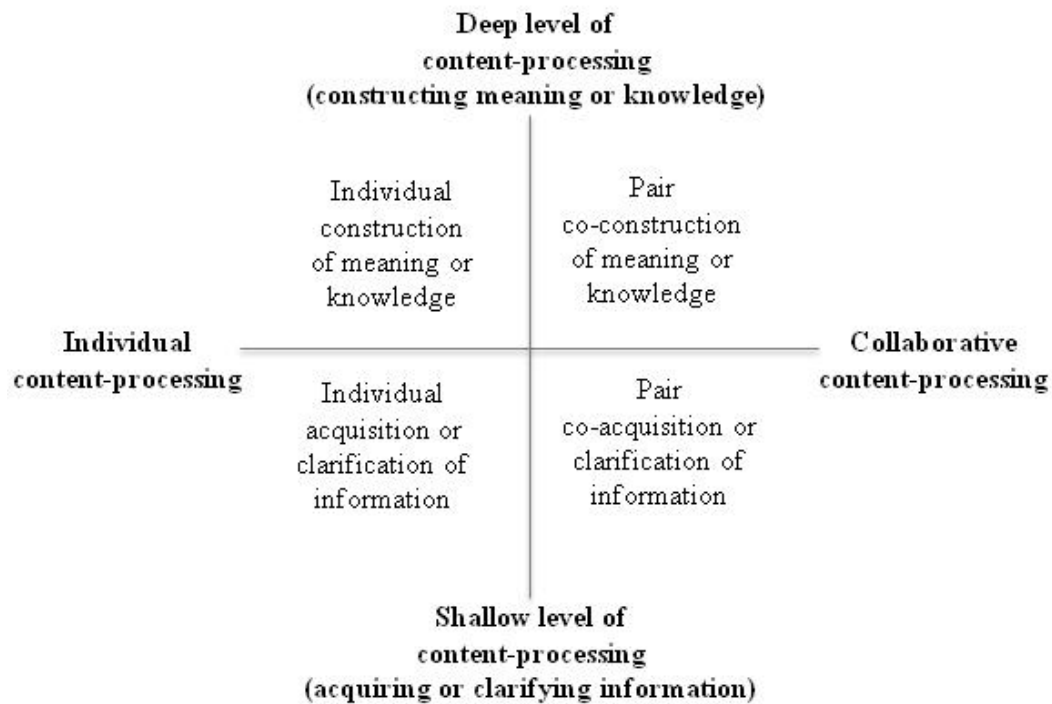 Deep level of
content-processing
(constructing meaning or knowledge)
Individual
construction
of meaning or
knowledge
Pair
co-construction
of meaning or
knowledge
Individual
content-processing
Collaborative
content-processing
Individual
acquisition or
clarification of
information
Pair
co-acquisition or
clarification of
information
Shallow level of
content-processing
(acquiring or clarifying information)